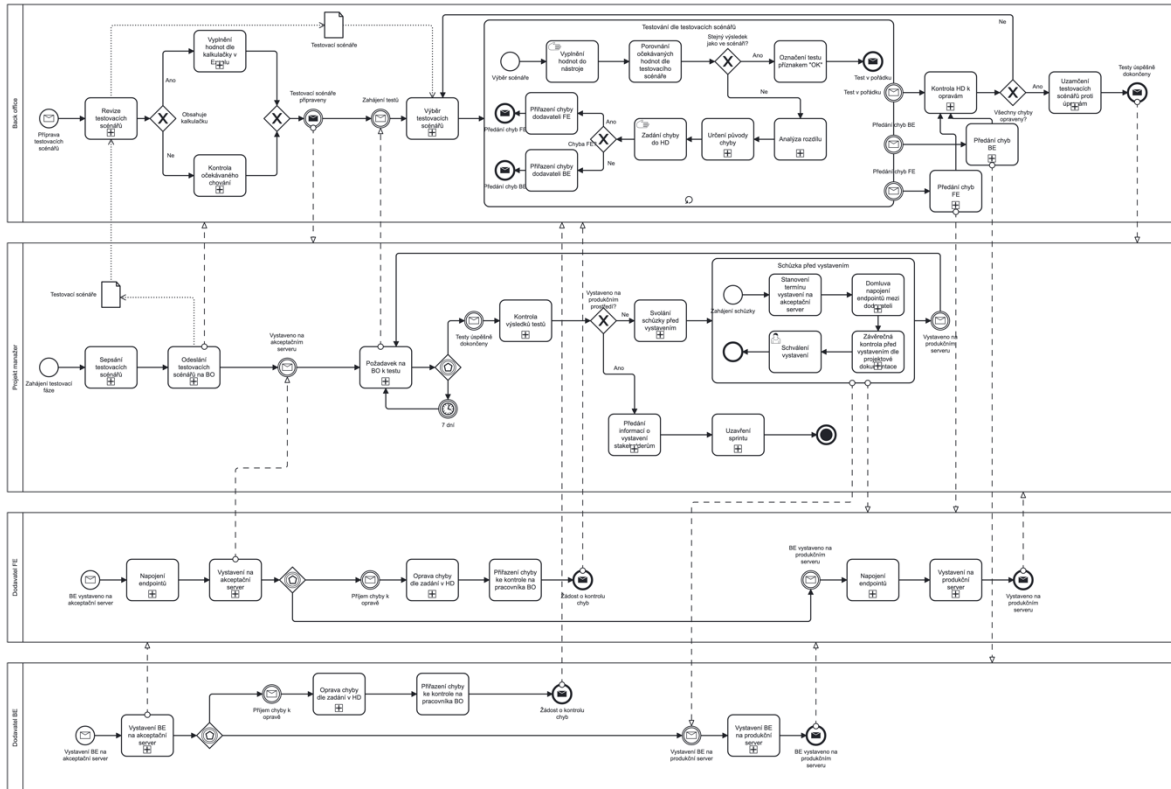 Back office
Příprava
testovacích
scénářů
Revize
testovacích
scénářů
Vyplnění
hodnot dle
kalkulačky v
Excelu
Ano
Obsahuje
kalkulačku
Ne
Kontrola
očekávaného
chování
Testovací
scénáře
Testovací scénáře
připraveny
Zahájení testů
Výběr
testovacích
scénářů
Testování dle testovacích scénářů
Výběr scénáře
Vyplnění
hodnot do
nástroje
Porovnání
očekávaných
hodnot dle
testovacího
scénáře
Stejný výsledek
jako ve scénáři?
Ano
Označení testu
příznakem "OK"
Test v pořádku
Ne
Analýza rozdílu
Určení původy
chyby
Zadání chyby
do HD
Chyba FE?
Ano
Ne
Přiřazení chyby
dodavateli FE
Předání chyb FE
Přiřazení chyby
dodavateli BE
Předání chyb BE
Test v pořádku
Předání chyb BE
Předání chyb FE
Kontrola HD k
opravám
Předání chyb
BE
Předání chyb
FE
Ne
Všechny chyby
opraveny?
Ano
Uzamčení
testovacích
scénářů proti
úpravám
Testy úspěšně
dokončeny
Projekt manažer
Zahájení testovací
fáze
Sepsání
testovacích
scénářů
Testovací scénáře
Odeslání
testovacích
scénářů na BO
Vystaveno na
akceptačním
serveru
Požadavek na
BO k testu
7 dní
Testy úspěšně
dokončeny
Kontrola
výsledků testů
Vystaveno na
produkčním
prostředí?
Ne
Ano
Svolání
schůzky před
vystavením
Schůzka před vystavením
Zahájení schůzky
Stanovení
termínu
vystavení na
akceptační
server
Domluva
napojení
endpointů mezi
dodavateli
Závěrečná
kontrola před
vystavením dle
projektové
dokumentace
Schválení
vystavení
Vystaveno na
produkčním
serveru
Předání
informací o
vystavení
stakeholderům
Uzavření
sprintu
Dodavatel FE
BE vystaveno na
akceptační server
Napojení
endpointů
Vystavení na
akceptační
server
Příjem chyby k
opravě
Oprava chyby
dle zadání v HD
Přiřazení chyby
ke kontrole na
pracovníka BO
Žádost o kontrolu
chyb
BE vystaveno na
produkčním
serveru
Napojení
endpointů
Vystavení na
produkční
server
Vystaveno na
produkčním
serveru
Dodavatel BE
Vystavení BE na
akceptační server
Vystavení BE
na akceptační
server
Příjem chyby k
opravě
Oprava chyby
dle zadání v HD
Přiřazení chyby
ke kontrole na
pracovníka BO
Žádost o kontrolu
chyb
Vystavení BE na
produkční server
Vystavení BE
na produkční
server
BE vystaveno na
produkčním
serveru